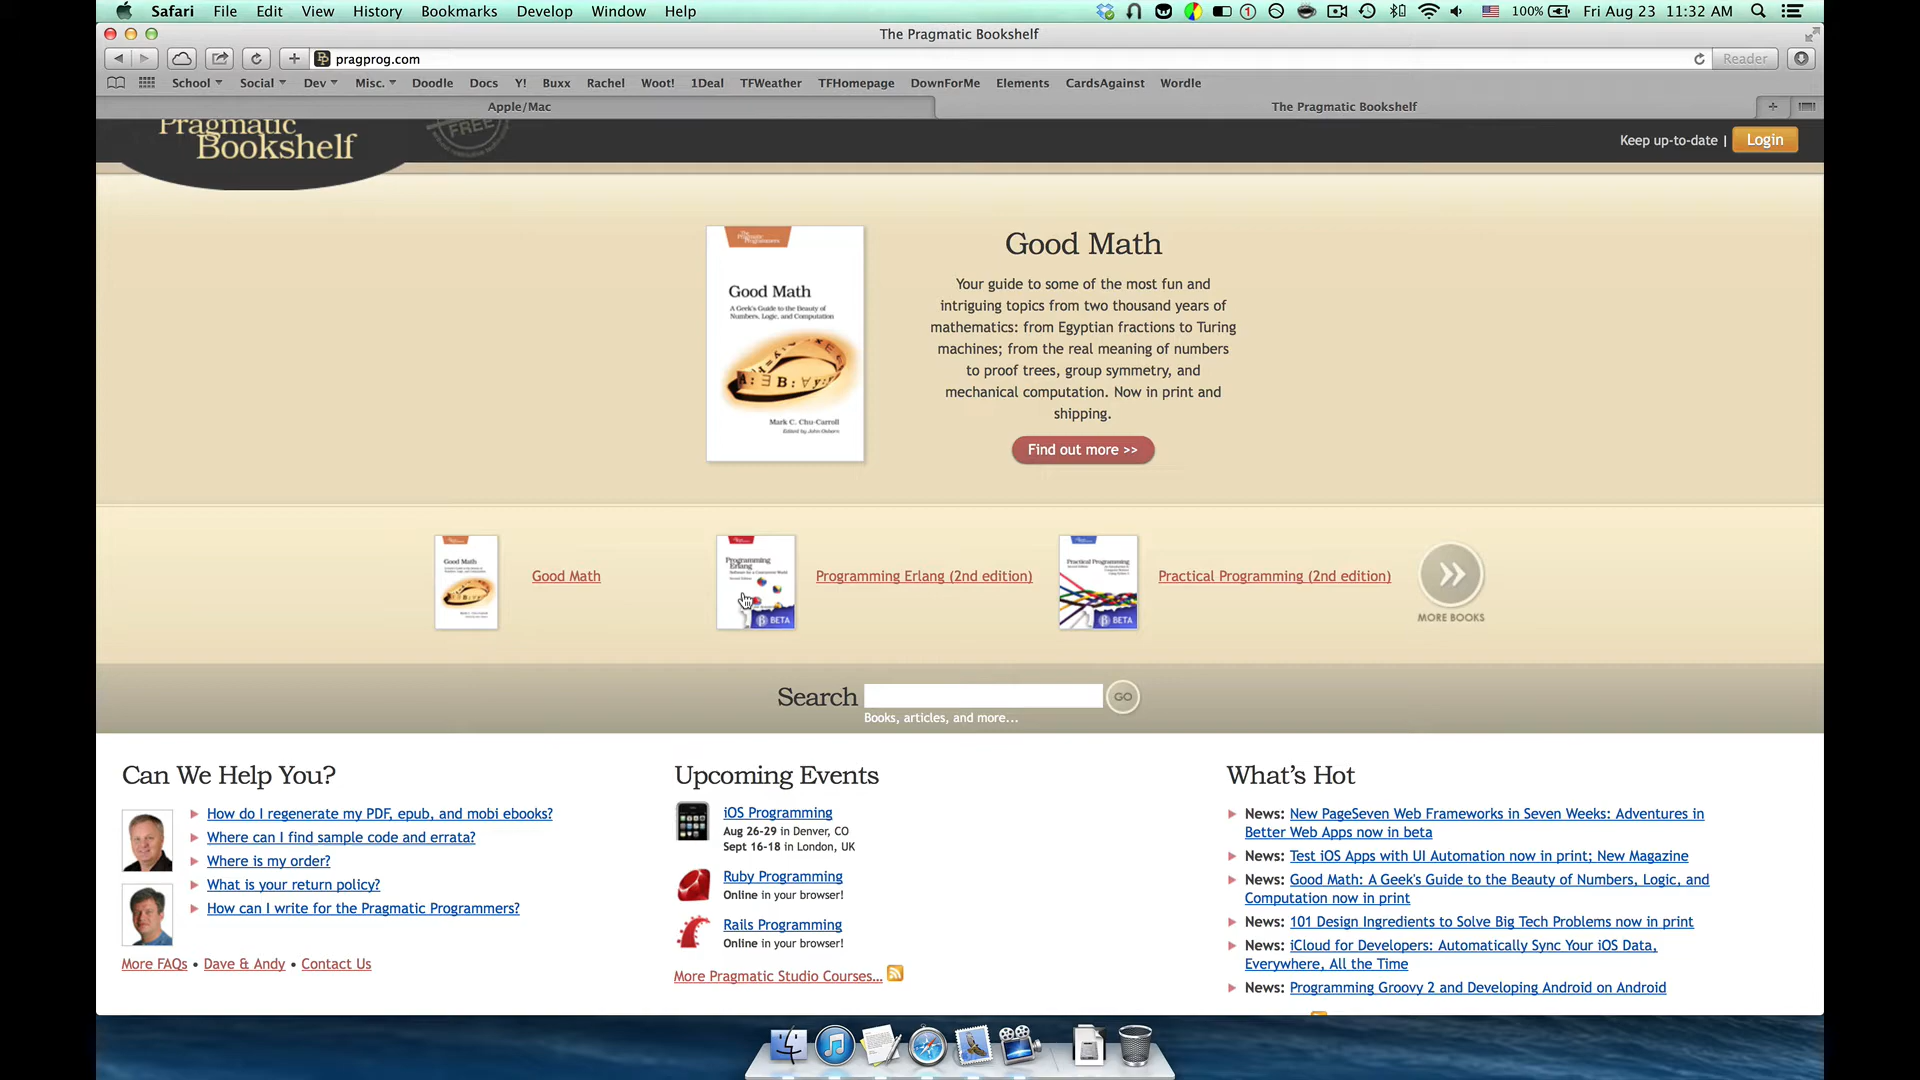 Safari File Edit View History Bookmarks Develop Window Help 100% Fri Aug 23 11:32 AM
The Pragmatic Bookshelf
pragprog.com Reader
School Social Dev Misc. Doodle Docs Y! Buxx Rachel Woot! 1Deal TFWeather TFHomepage DownForMe Elements CardsAgainst Wordle
Apple/Mac The Pragmatic Bookshelf
Pragmatic
Bookshelf
FREE
Keep up-to-date | Login
The Pragmatic Programmers
Good Math
A Geek's Guide to the Beauty of
Numbers, Logic, and Computation
Mark C. Chu-Carroll
Edited by John Osborn
Good Math
Your guide to some of the most fun and
intriguing topics from two thousand years of
mathematics: from Egyptian fractions to Turing
machines; from the real meaning of numbers
to proof trees, group symmetry, and
mechanical computation. Now in print and
shipping.
Find out more >>
Good Math
Good Math
Programming
Erlang
BETA
Programming Erlang (2nd edition)
Practical Programming
BETA
Practical Programming (2nd edition)
MORE BOOKS
Search GO
Books, articles, and more...
Can We Help You?
How do I regenerate my PDF, epub, and mobi ebooks?
Where can I find sample code and errata?
Where is my order?
What is your return policy?
How can I write for the Pragmatic Programmers?
More FAQs • Dave & Andy • Contact Us
Upcoming Events
iOS Programming
Aug 26-29 in Denver, CO
Sept 16-18 in London, UK
Ruby Programming
Online in your browser!
Rails Programming
Online in your browser!
More Pragmatic Studio Courses...
What's Hot
News: New PageSeven Web Frameworks in Seven Weeks: Adventures in
Better Web Apps now in beta
News: Test iOS Apps with UI Automation now in print; New Magazine
News: Good Math: A Geek's Guide to the Beauty of Numbers, Logic, and
Computation now in print
News: 101 Design Ingredients to Solve Big Tech Problems now in print
News: iCloud for Developers: Automatically Sync Your iOS Data,
Everywhere, All the Time
News: Programming Groovy 2 and Developing Android on Android